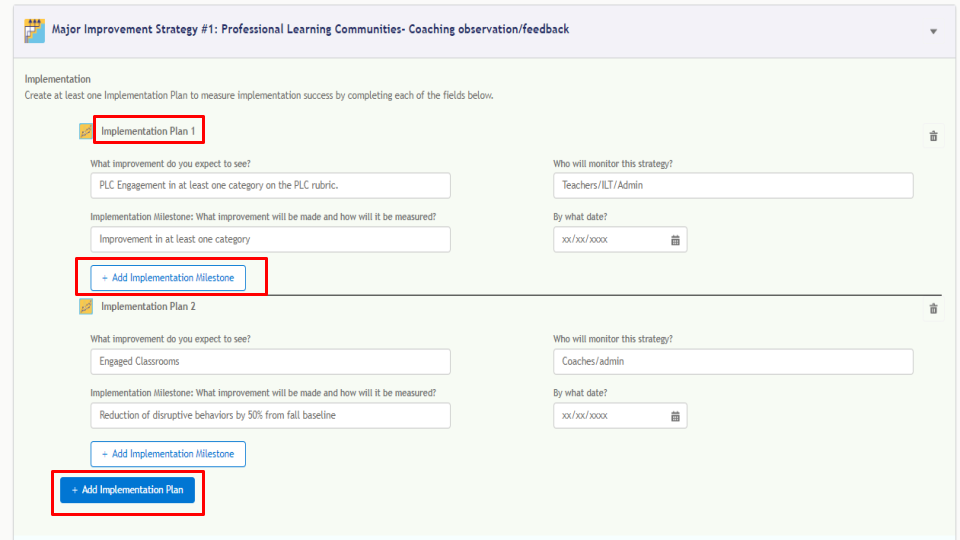 Major Improvement Strategy #1: Professional Learning Communities- Coaching observation/feedback
Implementation
Create at least one Implementation Plan to measure implementation success by completing each of the fields below.
Implementation Plan 1
What improvement do you expect to see? Who will monitor this strategy?
PLC Engagement in at least one category on the PLC rubric. Teachers/ILT/Admin
Implementation Milestone: What improvement will be made and how will it be measured? By what date?
Improvement in at least one category xx/xx/xxxx
+ Add Implementation Milestone
Implementation Plan 2
What improvement do you expect to see? Who will monitor this strategy?
Engaged Classrooms Coaches/admin
Implementation Milestone: What improvement will be made and how will it be measured? By what date?
Reduction of disruptive behaviors by 50% from fall baseline xx/xx/xxxx
+ Add Implementation Milestone
+ Add Implementation Plan